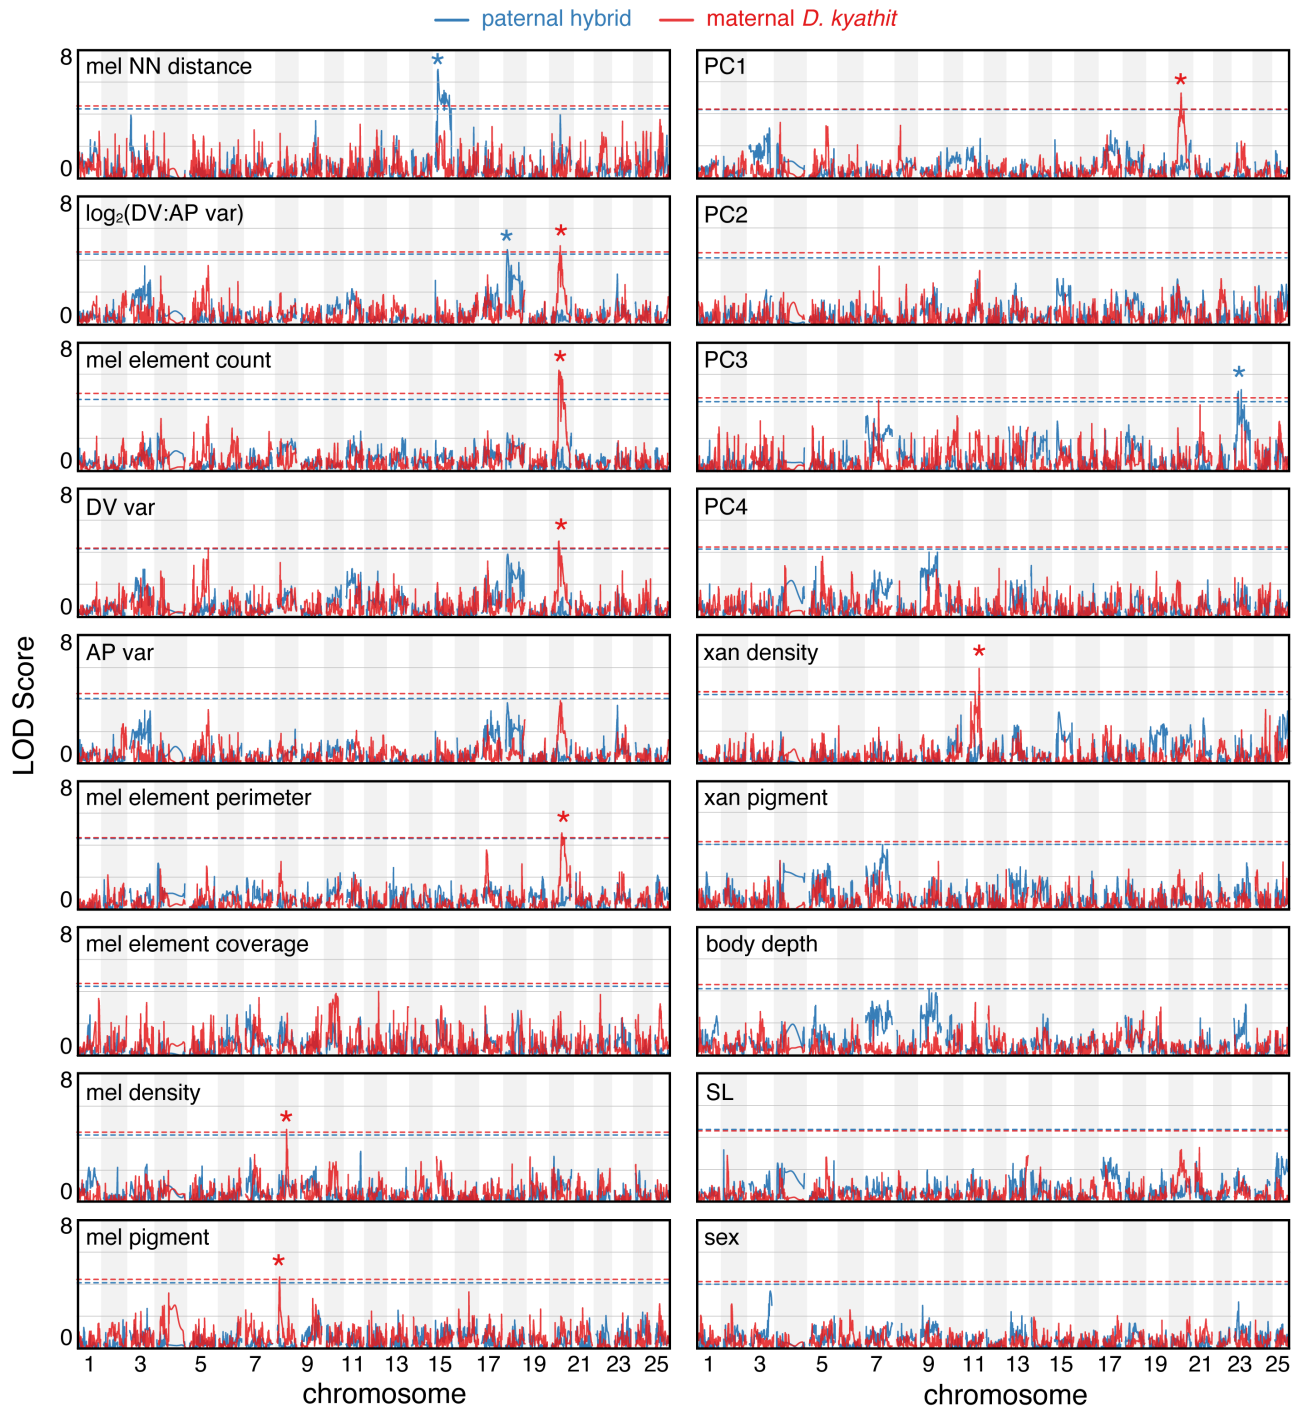 paternal hybrid maternal D. kyathit
LOD Score
8
mel NN distance
0
8
log₂(DV:AP var)
0
8
mel element count
0
8
DV var
0
8
AP var
0
8
mel element perimeter
0
8
mel element coverage
0
8
mel density
*
0
8
mel pigment
*
0
1 3 5 7 9 11 13 15 17 19 21 23 25
chromosome
PC1
PC2
PC3
PC4
xan density
xan pigment
body depth
SL
sex
1 3 5 7 9 11 13 15 17 19 21 23 25
chromosome